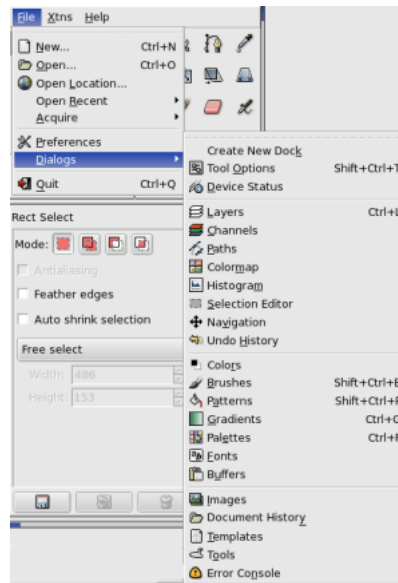 File Xtns Help
New... Ctrl+N
Open... Ctrl+O
Open Location...
Open Recent
Acquire
Preferences
Dialogs
Quit Ctrl+Q
Create New Dock
Tool Options Shift+Ctrl+T
Device Status
Layers Ctrl+L
Channels
Paths
Colormap
Histogram
Selection Editor
Navigation
Undo History
Colors
Brushes Shift+Ctrl+B
Patterns Shift+Ctrl+P
Gradients Ctrl+G
Palettes Ctrl+P
Fonts
Buffers
Images
Document History
Templates
Tools
Error Console
Rect Select
Mode:
Antialiasing
Feather edges
Auto shrink selection
Free select
Width: 486
Height: 153